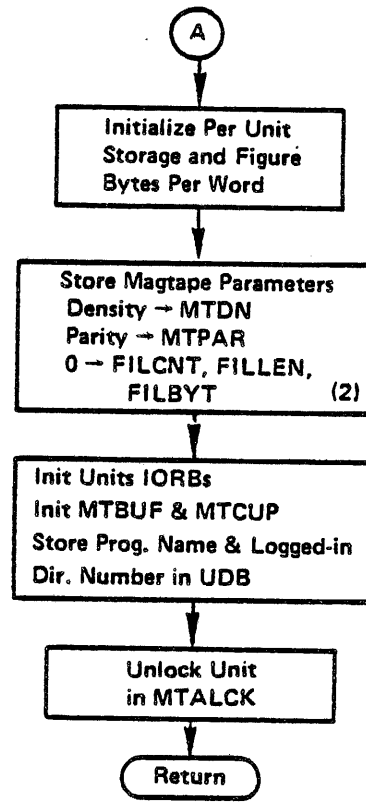 A
Initialize Per Unit
Storage and Figure
Bytes Per Word
Store Magtape Parameters
Density → MTDN
Parity → MTPAR
0 → FILCNT, FILLEN,
FILBYT (2)
Init Units IORBs
Init MTBUF & MTCUP
Store Prog. Name & Logged-in
Dir. Number in UDB
Unlock Unit
in MTALCK
Return